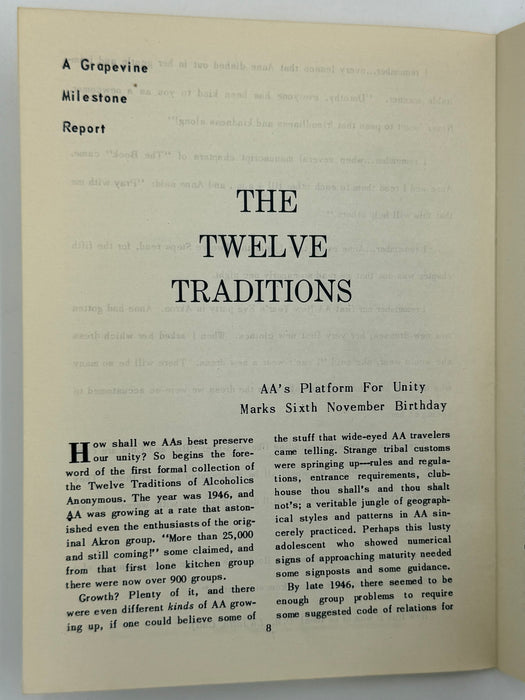 A Grapevine
Milestone
Report
THE
TWELVE
TRADITIONS
AA's Platform For Unity
Marks Sixth November Birthday
How shall we AAs best preserve
our unity? So begins the fore-
word of the first formal collection of
the Twelve Traditions of Alcoholics
Anonymous. The year was 1946, and
AA was growing at a rate that aston-
ished even the enthusiasts of the orig-
inal Akron group. "More than 25,000
and still coming!" some claimed, and
from that first lone kitchen group
there were now over 900 groups.
Growth? Plenty of it, and there
were even different kinds of AA grow-
ing up, if one could believe some of
the stuff that wide-eyed AA travelers
came telling. Strange tribal customs
were springing up—rules and regula-
tions, entrance requirements, club-
house thou shall's and thou shalt
not's; a veritable jungle of geograph-
ical styles and patterns in AA sin-
cerely practiced. Perhaps this lusty
adolescent who showed numerical
signs of approaching maturity needed
some signposts and some guidance.
By late 1946, there seemed to be
enough group problems to require
some suggested code of relations for
8